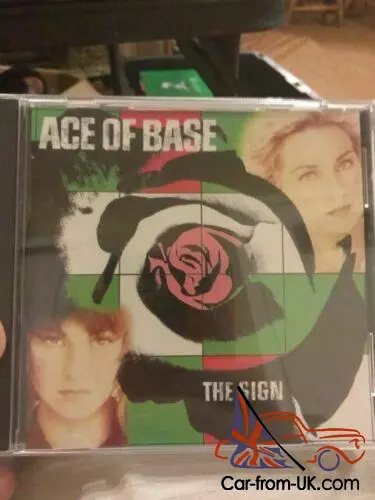 ACE OF BASE
THE SIGN
Car-from-UK.com